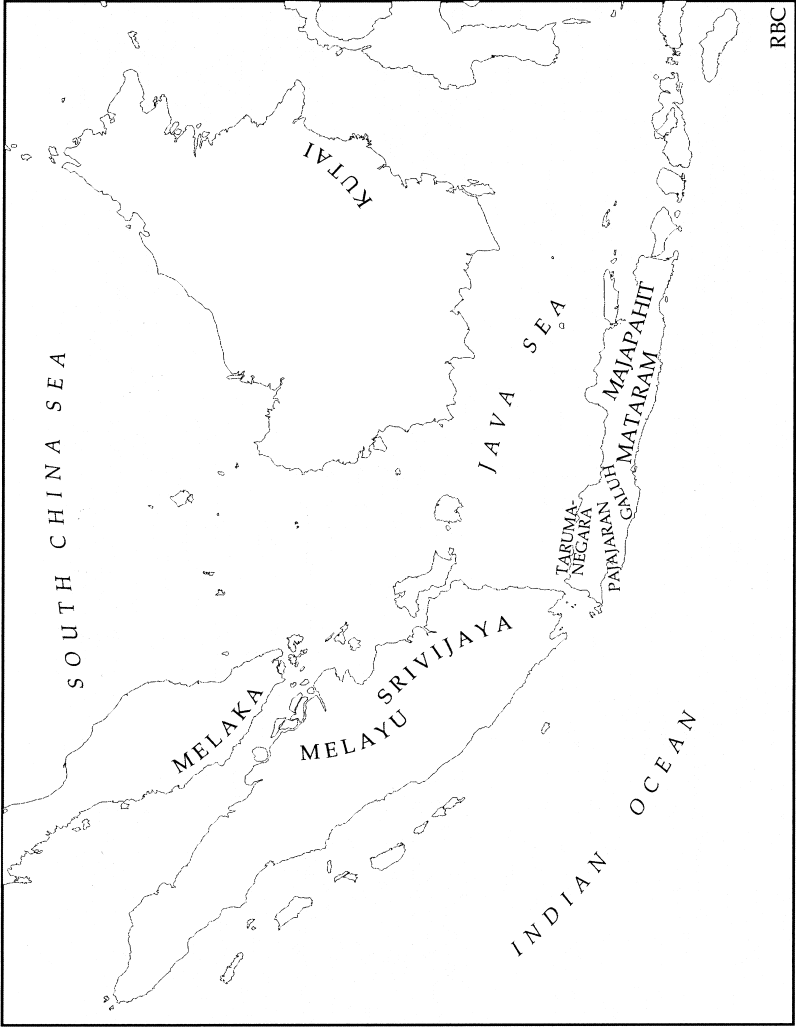 SOUTH CHINA SEA
MELAKA
MELAYU
SRIVIJAYA
KUTAI
JAVA SEA
TARUMA-
NEGARA
PAJAJARAN
GALUH
MAJAPAHIT
MATARAM
INDIAN OCEAN
RBC